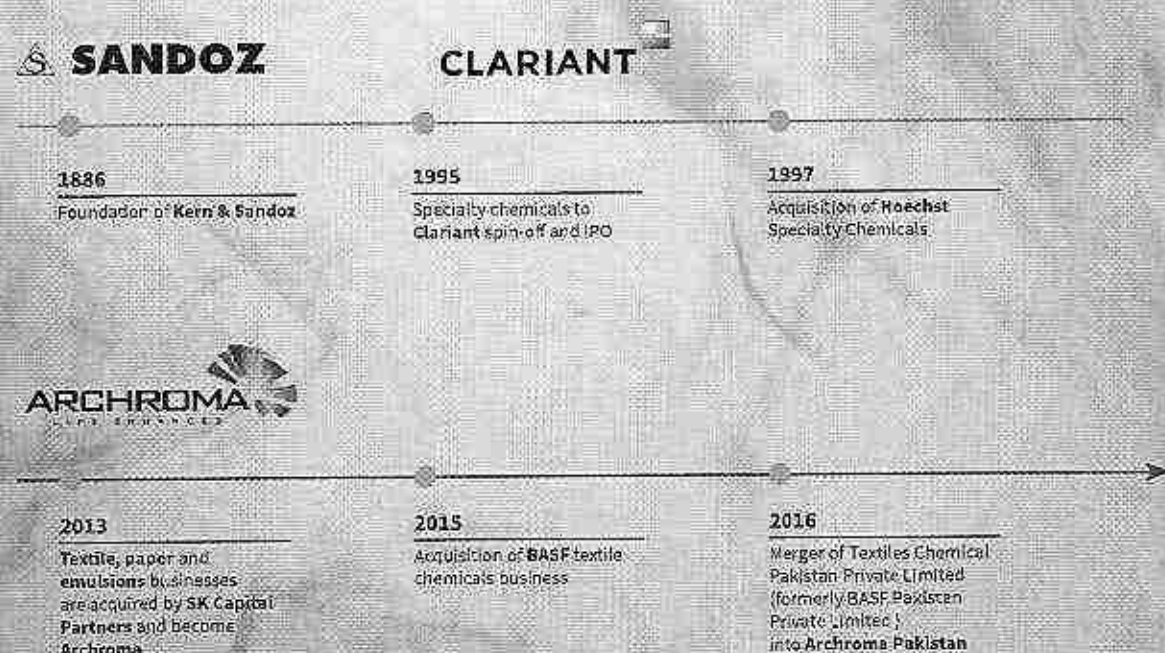 SANDOZ
CLARIANT
1886
Foundation of Kern & Sandoz
1995
Specialty chemicals to
Clariant spin-off and IPO
1997
Acquisition of Hoechst
Specialty Chemicals
ARCHROMA
LIFE ENHANCED
2013
Textile, paper and
emulsions businesses
are acquired by SK Capital
Partners and become
Archroma
2015
Acquisition of BASF textile
chemicals business
2016
Merger of Textiles Chemical
Pakistan Private Limited
(formerly BASF Pakistan
Private Limited )
into Archroma Pakistan